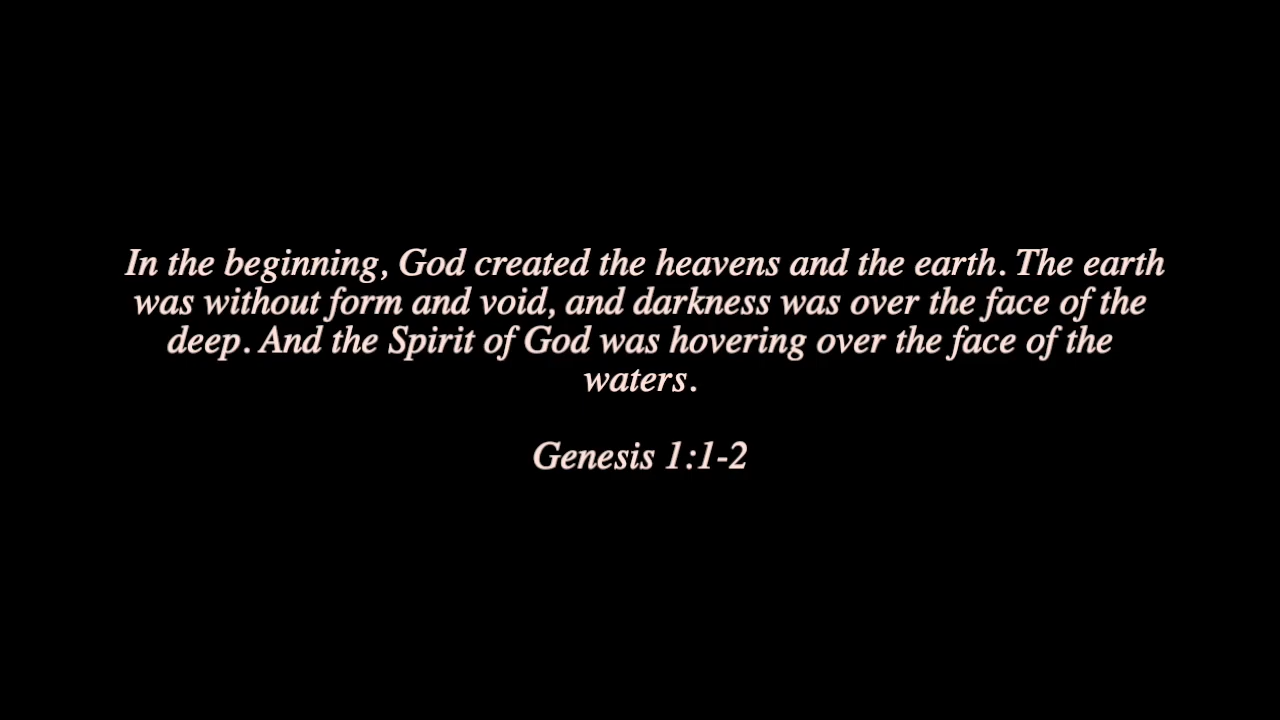 In the beginning, God created the heavens and the earth. The earth
was without form and void, and darkness was over the face of the
deep. And the Spirit of God was hovering over the face of the
waters.
Genesis 1:1-2